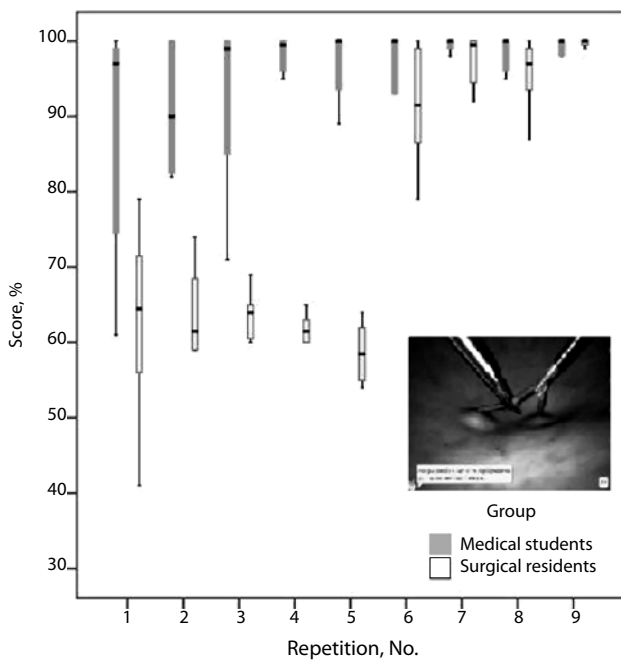 100
90
80
70
60
50
40
30
Score, %
Group
Medical students
Surgical residents
1 2 3 4 5 6 7 8 9
Repetition, No.